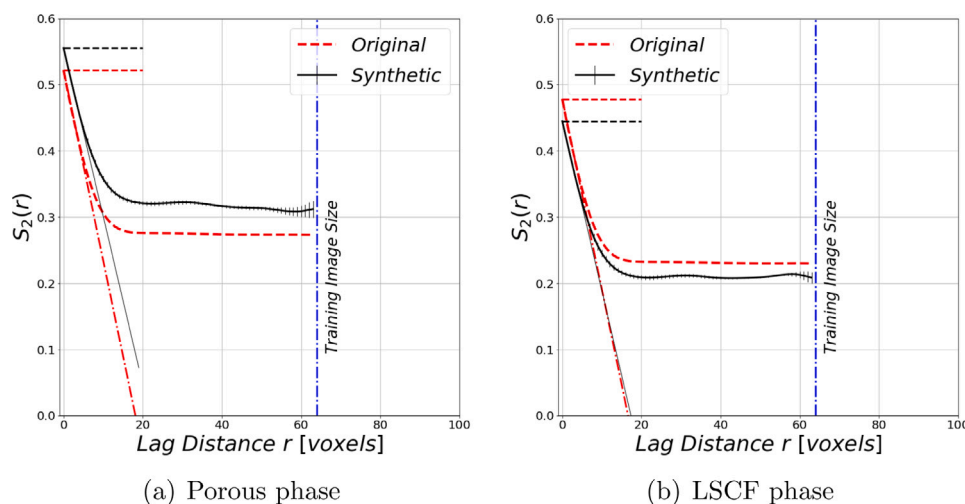 0.6
0.5
0.4
0.3
0.2
0.1
0.0
S₂(r)
0
20
40
60
80
100
Lag Distance r [voxels]
Original
Synthetic
Training Image Size
(a) Porous phase
0.6
0.5
0.4
0.3
0.2
0.1
0.0
S₂(r)
0
20
40
60
80
100
Lag Distance r [voxels]
Original
Synthetic
Training Image Size
(b) LSCF phase